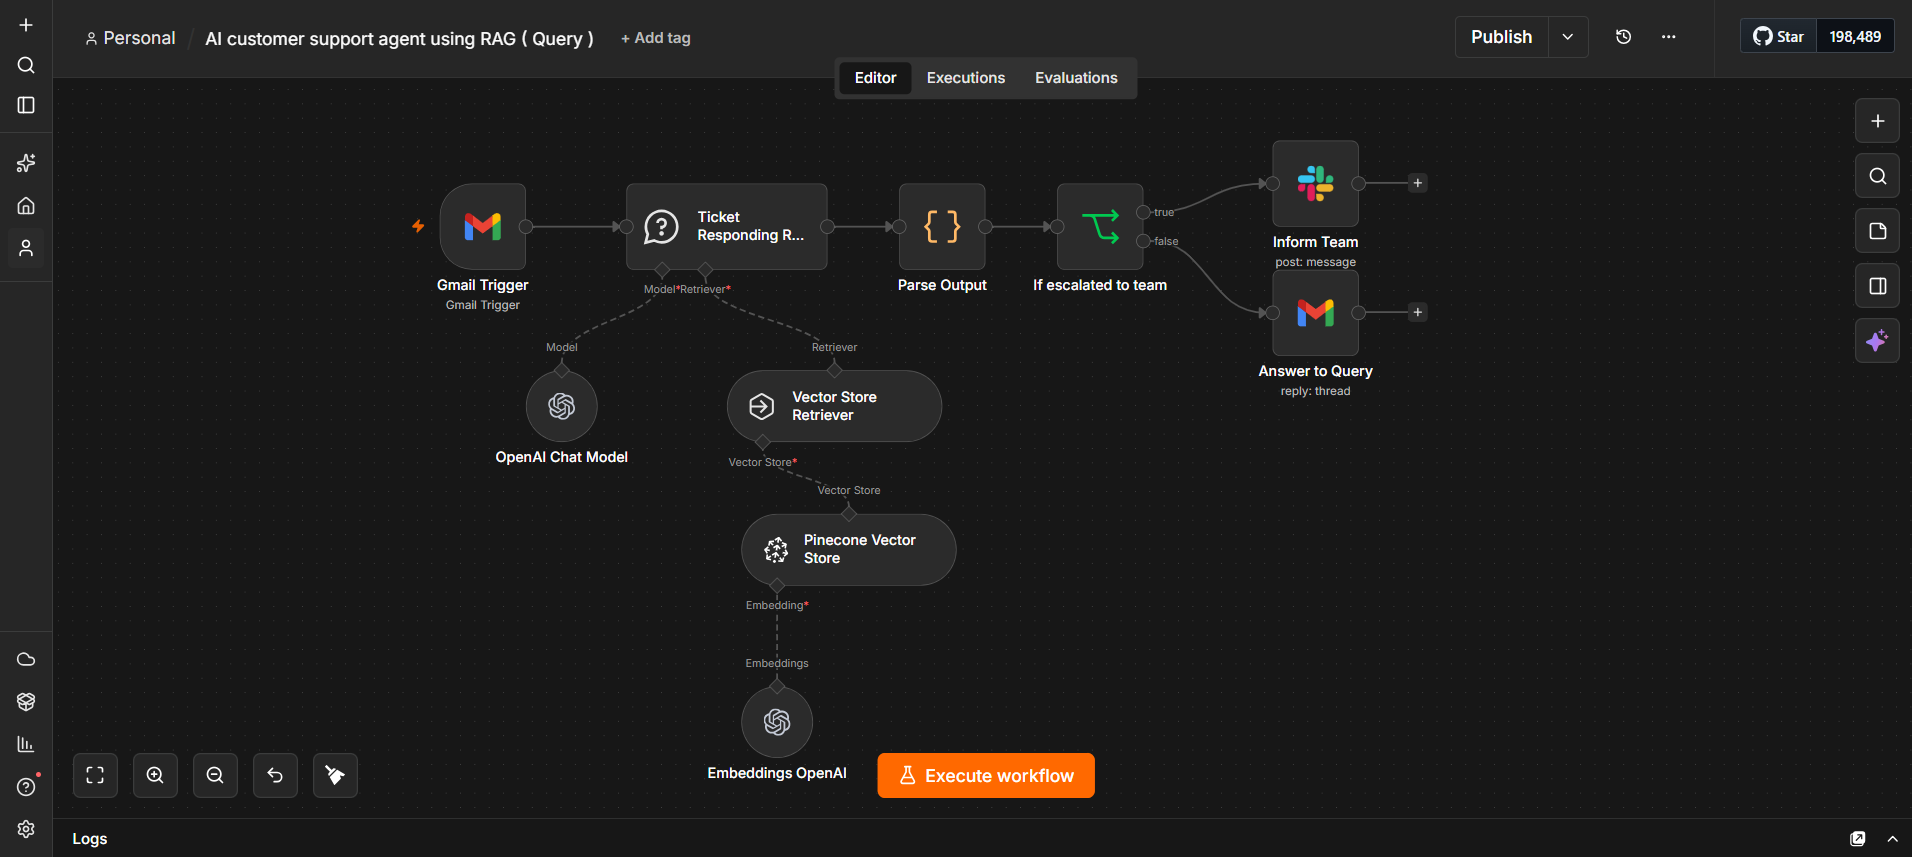 Personal / AI customer support agent using RAG ( Query ) + Add tag
Publish
Star 198,489
Editor Executions Evaluations
Ticket
Responding R...
Gmail Trigger
Gmail Trigger
Model*
Retriever*
Parse Output
If escalated to team
true
false
Inform Team
post: message
Answer to Query
reply: thread
Model
OpenAI Chat Model
Retriever
Vector Store
Retriever
Vector Store*
Vector Store
Pinecone Vector
Store
Embedding*
Embeddings
Embeddings OpenAI
Execute workflow
Logs